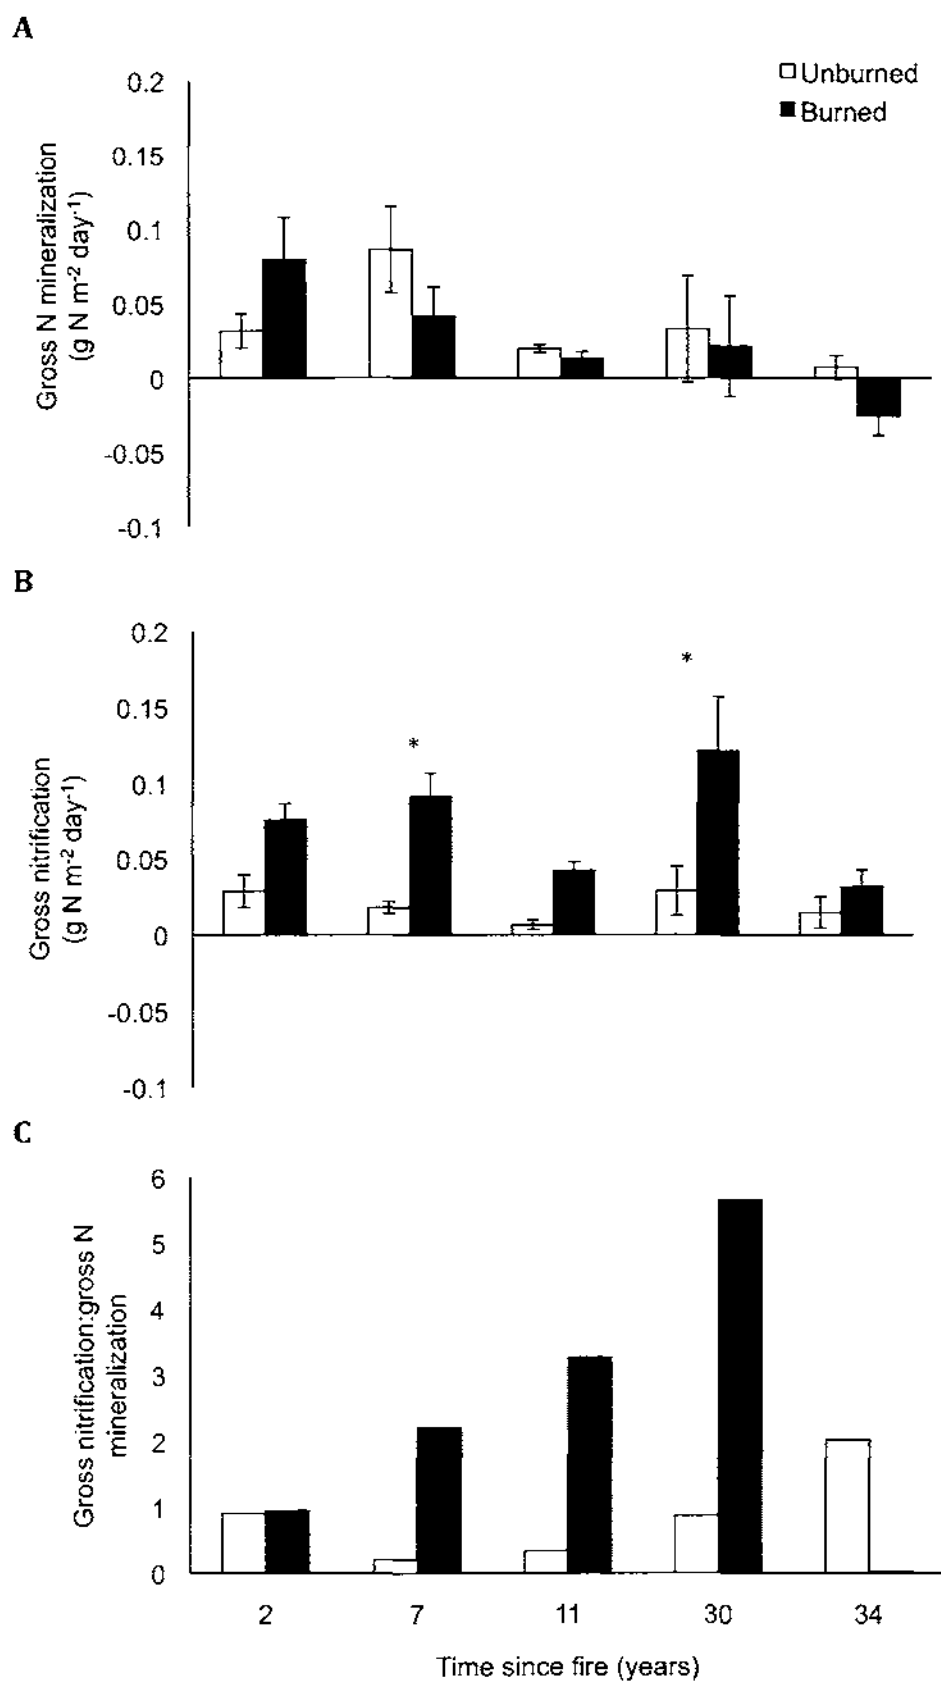 A
Unburned
Burned
0.2
0.15
0.1
0.05
0
-0.05
-0.1
Gross N mineralization
(g N m-2 day-1)
B
0.2
0.15
0.1
0.05
0
-0.05
-0.1
Gross nitrification
(g N m-2 day-1)
*
*
C
6
5
4
3
2
1
0
Gross nitrification:gross N
mineralization
2 7 11 30 34
Time since fire (years)